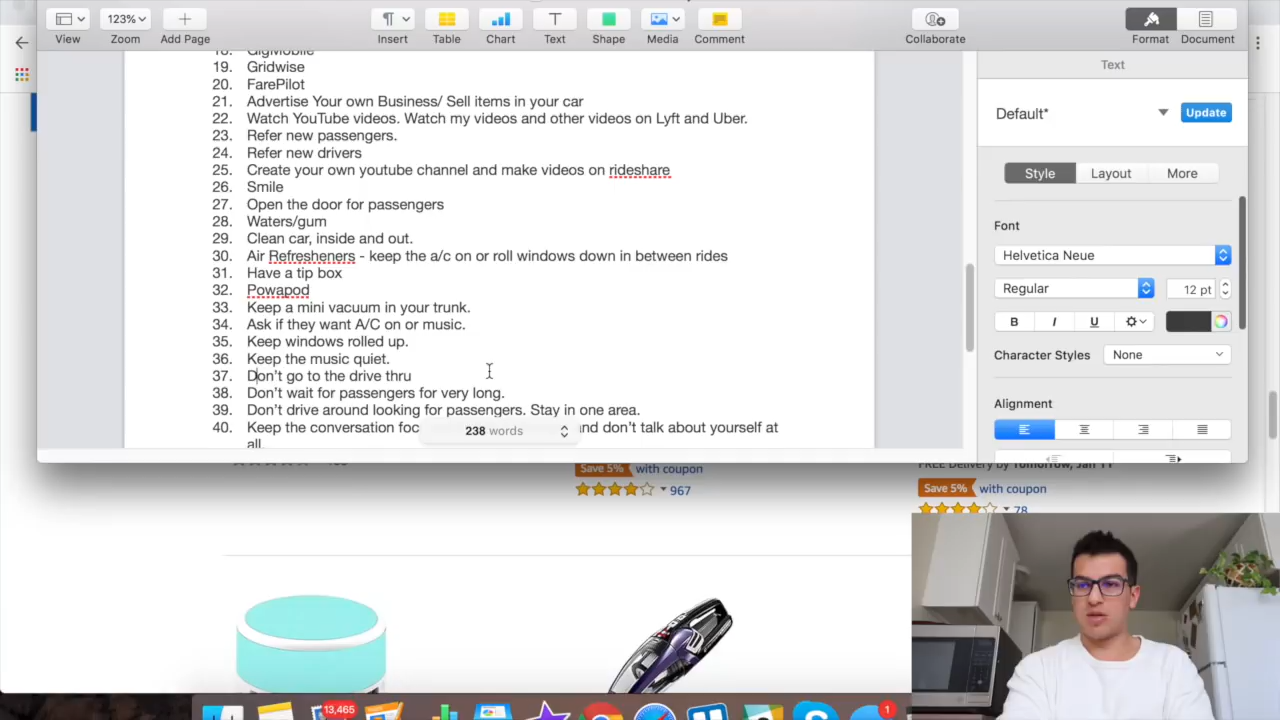 123%
View
Zoom
Add Page
Insert
Table
Chart
Text
Shape
Media
Comment
Collaborate
Format
Document
Text
18. GigMobile
19. Gridwise
20. FarePilot
21. Advertise Your own Business/ Sell items in your car
22. Watch YouTube videos. Watch my videos and other videos on Lyft and Uber.
23. Refer new passengers.
24. Refer new drivers
25. Create your own youtube channel and make videos on rideshare
26. Smile
27. Open the door for passengers
28. Waters/gum
29. Clean car, inside and out.
30. Air Refresheners - keep the a/c on or roll windows down in between rides
31. Have a tip box
32. Powapod
33. Keep a mini vacuum in your trunk.
34. Ask if they want A/C on or music.
35. Keep windows rolled up.
36. Keep the music quiet.
37. Don't go to the drive thru
38. Don't wait for passengers for very long.
39. Don't drive around looking for passengers. Stay in one area.
40. Keep the conversation foc
nd don't talk about yourself at
all.
238 words
Default*
Update
Style
Layout
More
Font
Helvetica Neue
Regular
12 pt
B I U
Character Styles
None
Alignment
Save 5% with coupon
967
FREE Delivery by Tomorrow, Jan 11
Save 5% with coupon
78
13,465
1